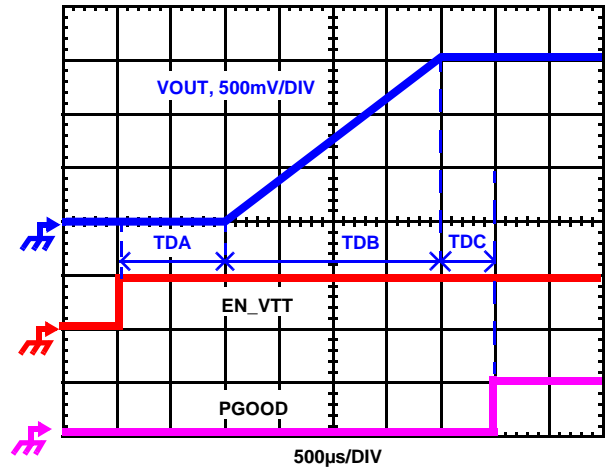 VOUT, 500mV/DIV
TDA TDB TDC
EN_VTT
PGOOD
500µs/DIV